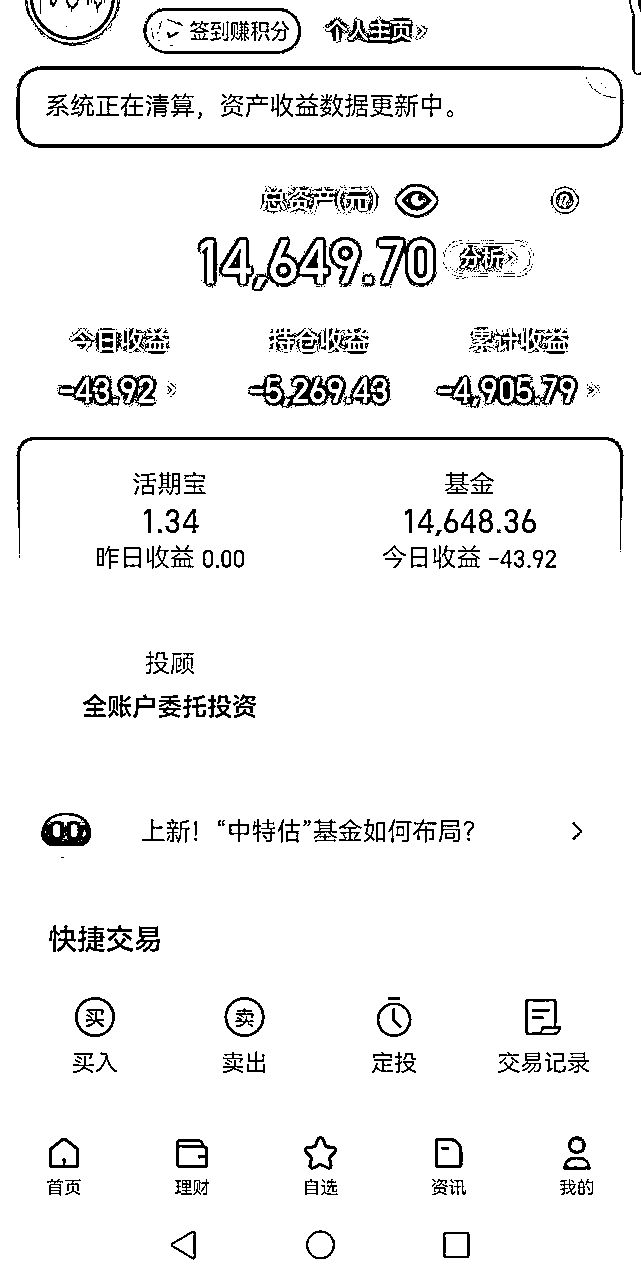 签到赚积分 个人主页
系统正在清算，资产收益数据更新中。
总资产(元)
14,649.70 分析
今日收益 持仓收益 累计收益
-43.92 -5,269.43 -4,905.79
活期宝 基金
1.34 14,648.36
昨日收益 0.00 今日收益 -43.92
投顾
全账户委托投资
上新！“中特估”基金如何布局？
快捷交易
买 卖
买入 卖出 定投 交易记录
首页 理财 自选 资讯 我的